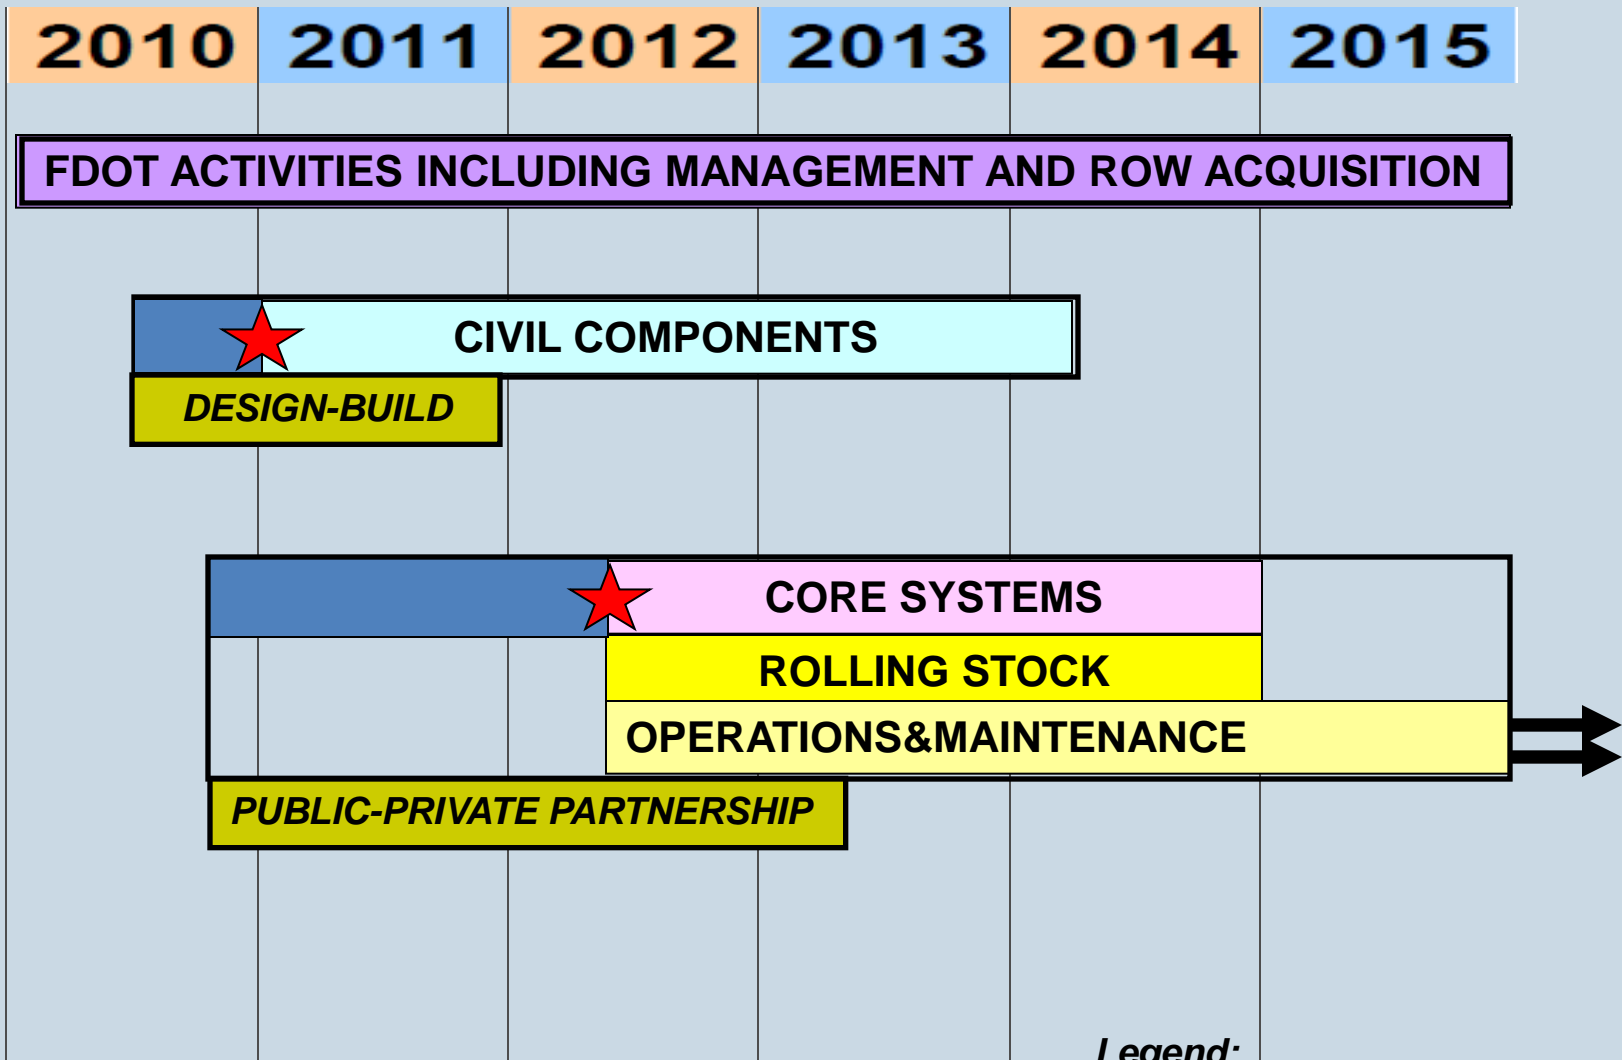 2010 2011 2012 2013 2014 2015
FDOT ACTIVITIES INCLUDING MANAGEMENT AND ROW ACQUISITION
CIVIL COMPONENTS
DESIGN-BUILD
CORE SYSTEMS
ROLLING STOCK
OPERATIONS&MAINTENANCE
PUBLIC-PRIVATE PARTNERSHIP
Legend: